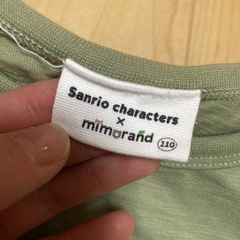 Sanrio characters
×
mimorand
110